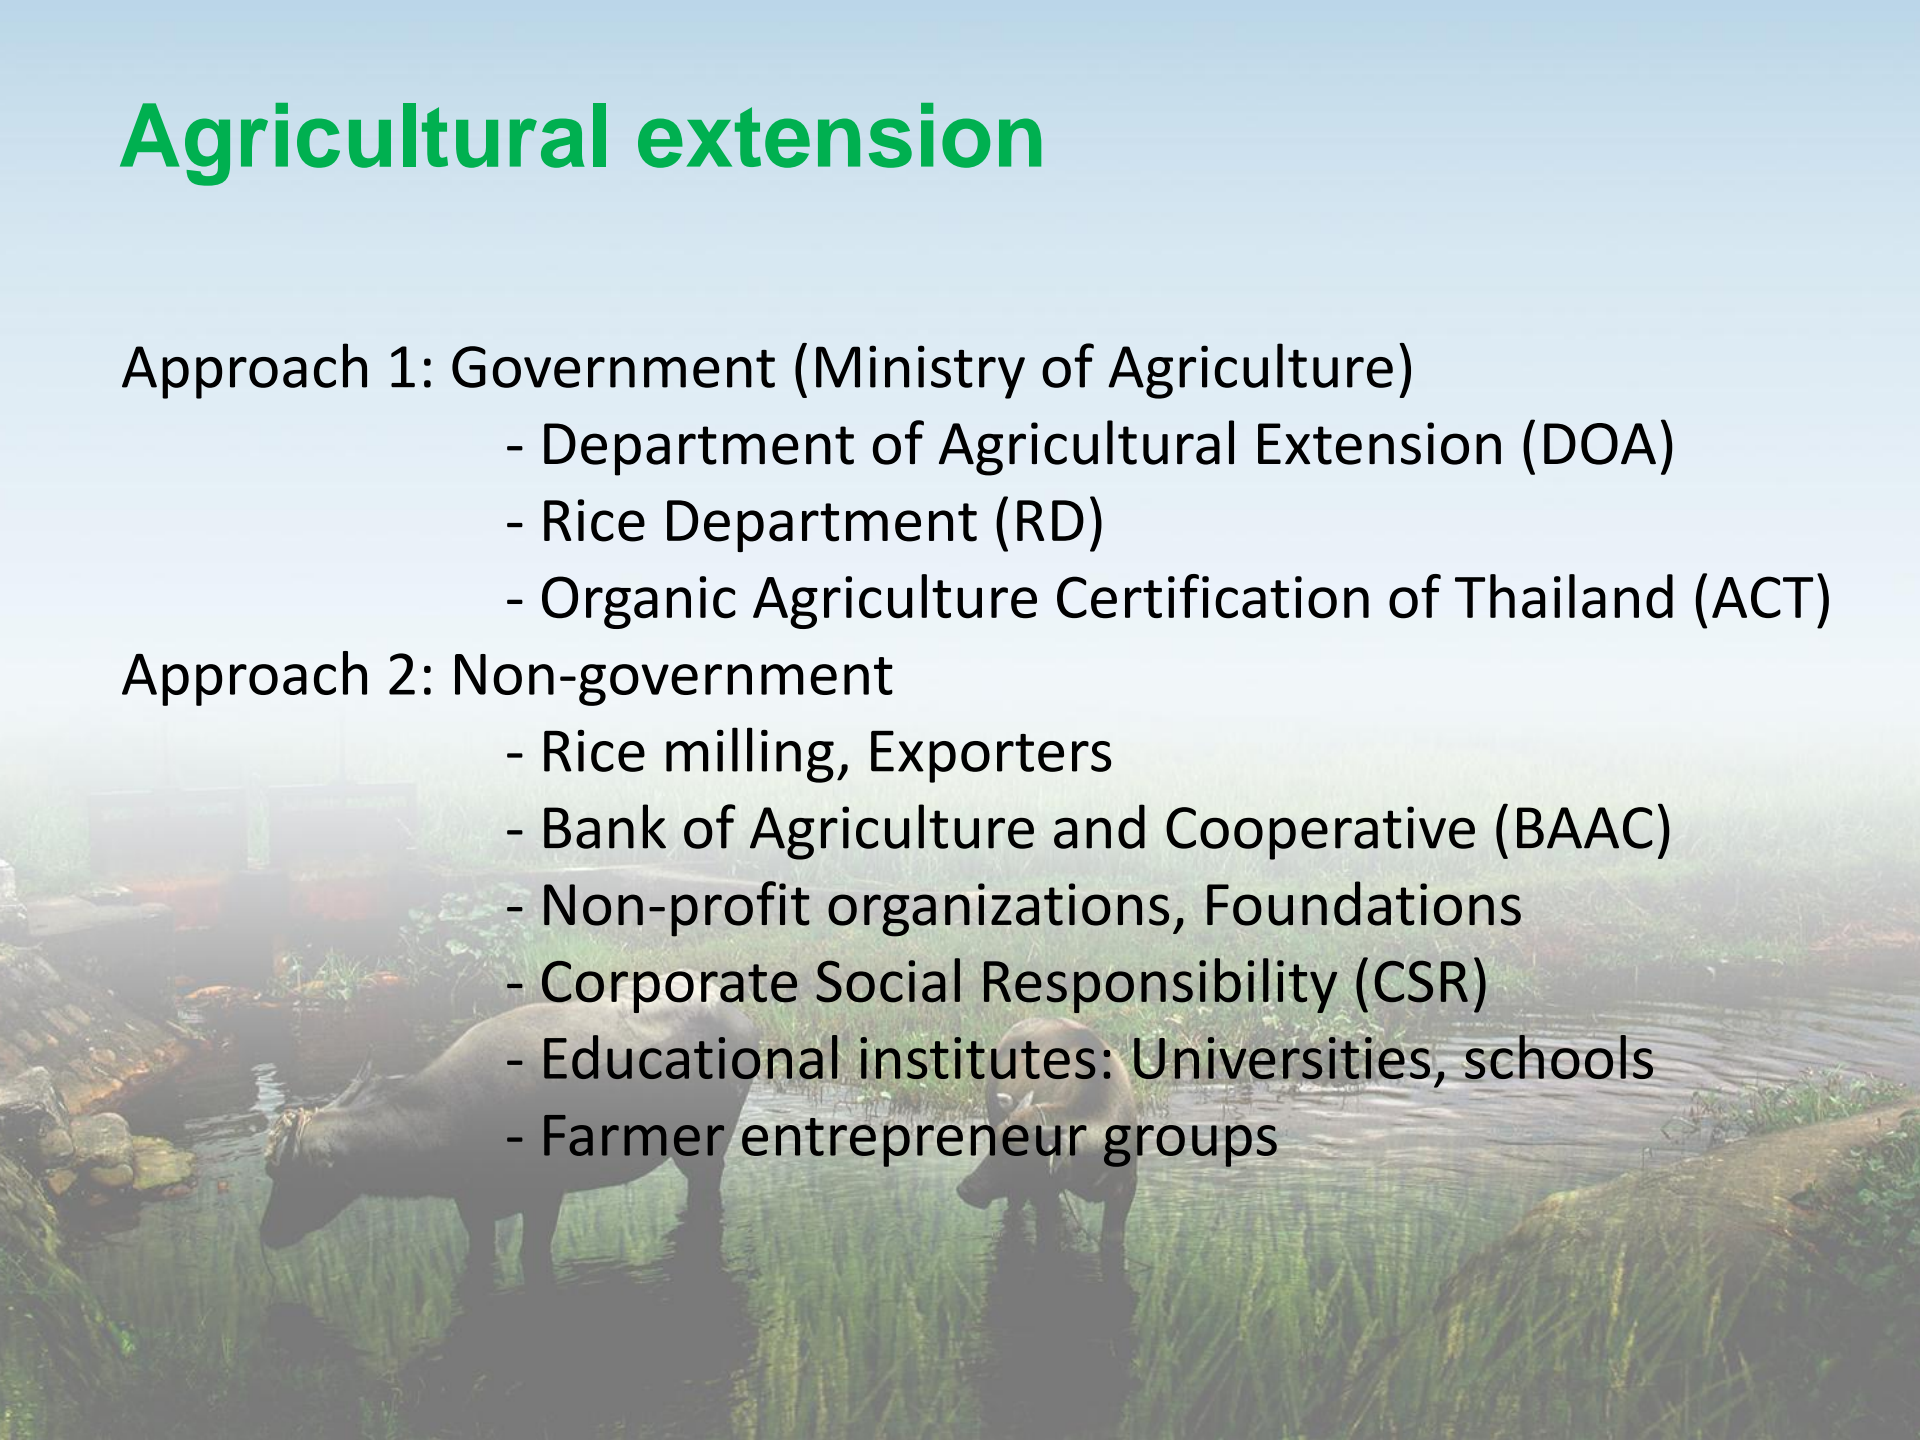 Agricultural extension
Approach 1: Government (Ministry of Agriculture)
- Department of Agricultural Extension (DOA)
- Rice Department (RD)
- Organic Agriculture Certification of Thailand (ACT)
Approach 2: Non-government
- Rice milling, Exporters
- Bank of Agriculture and Cooperative (BAAC)
- Non-profit organizations, Foundations
- Corporate Social Responsibility (CSR)
- Educational institutes: Universities, schools
- Farmer entrepreneur groups